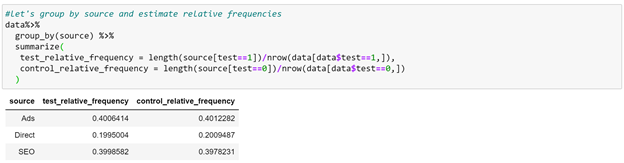 #Let's group by source and estimate relative frequencies
data%>%
  group_by(source) %>%
  summarize(
   test_relative_frequency = length(source[test==1])/nrow(data[data$test==1,]),
   control_relative_frequency = length(source[test==0])/nrow(data[data$test==0,])
  )
source test_relative_frequency control_relative_frequency
Ads 0.4006414 0.4012282
Direct 0.1995004 0.2009487
SEO 0.3998582 0.3978231